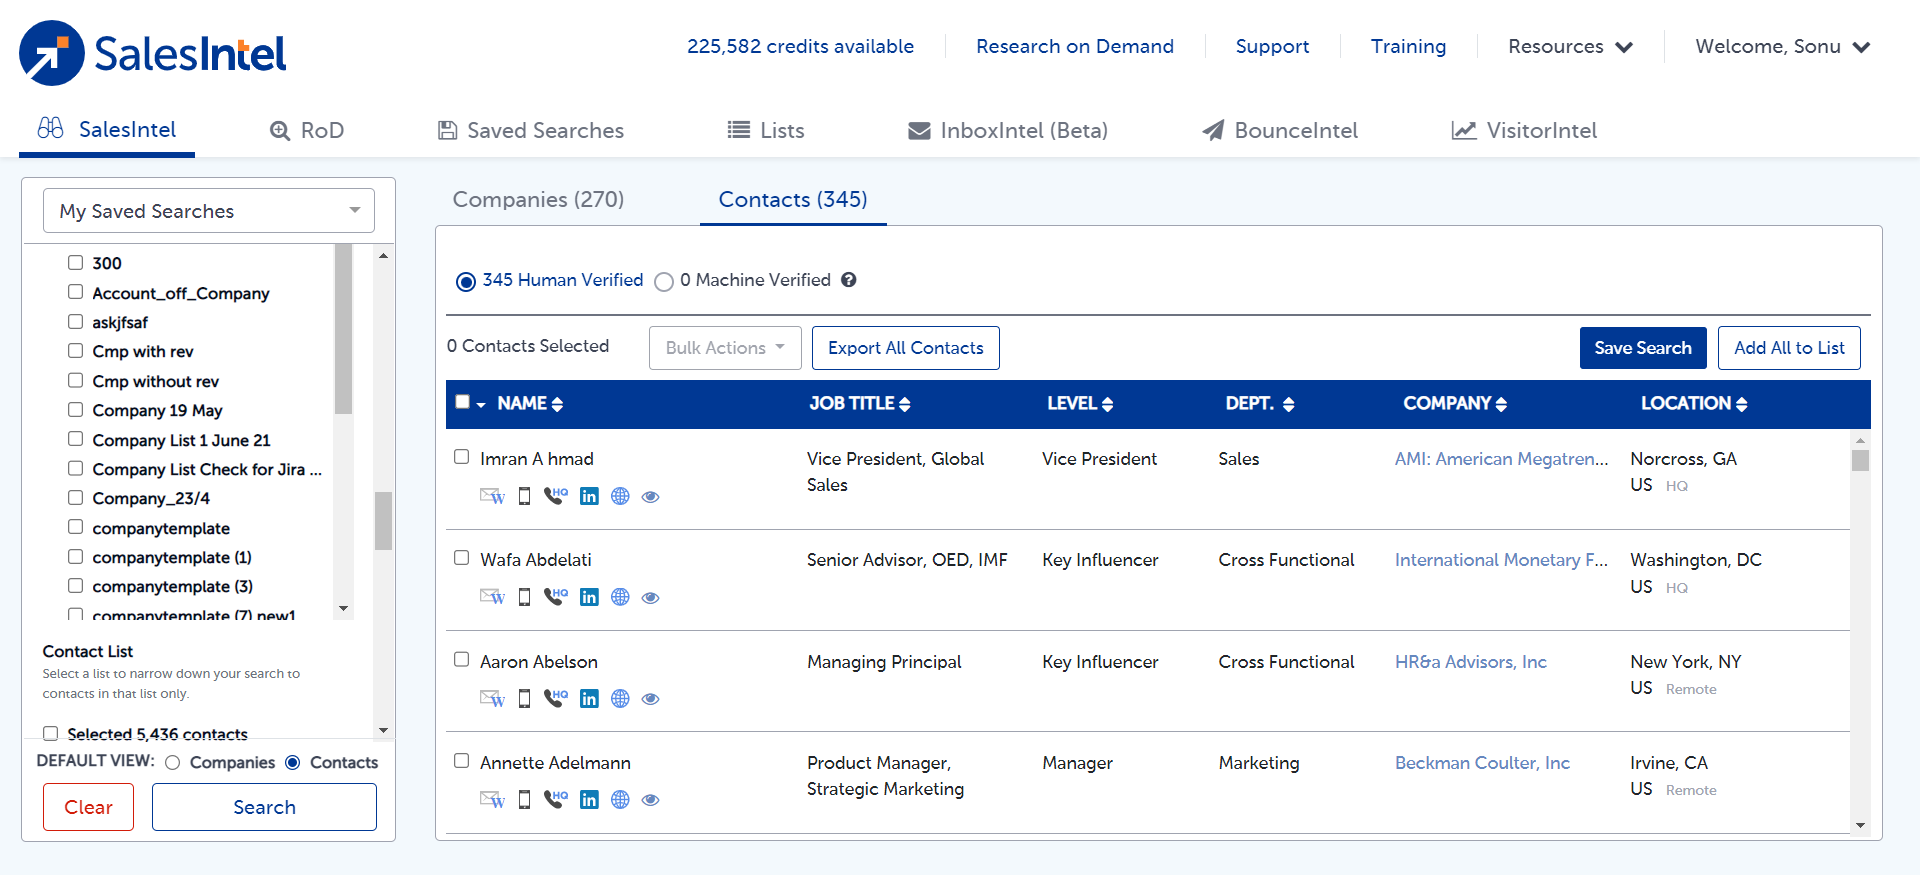 SalesIntel
225,582 credits available
Research on Demand
Support
Training
Resources
Welcome, Sonu
SalesIntel
RoD
Saved Searches
Lists
InboxIntel (Beta)
BounceIntel
VisitorIntel
My Saved Searches
300
Account_off_Company
askjfsaf
Cmp with rev
Cmp without rev
Company 19 May
Company List 1 June 21
Company List Check for Jira ...
Company_23/4
companytemplate
companytemplate (1)
companytemplate (3)
companytemplate (7) new1
Contact List
Select a list to narrow down your search to
contacts in that list only.
Selected 5,436 contacts
DEFAULT VIEW: Companies Contacts
Clear
Search
Companies (270)
Contacts (345)
345 Human Verified
0 Machine Verified ?
0 Contacts Selected
Bulk Actions
Export All Contacts
Save Search
Add All to List
NAME JOB TITLE LEVEL DEPT. COMPANY LOCATION
Imran A hmad Vice President, Global Vice President Sales AMI: American Megatren... Norcross, GA
Sales US HQ
W HQ in
Wafa Abdelati Senior Advisor, OED, IMF Key Influencer Cross Functional International Monetary F... Washington, DC
US HQ
W HQ in
Aaron Abelson Managing Principal Key Influencer Cross Functional HR&a Advisors, Inc New York, NY
US Remote
W HQ in
Annette Adelmann Product Manager, Manager Marketing Beckman Coulter, Inc Irvine, CA
Strategic Marketing US Remote
W HQ in